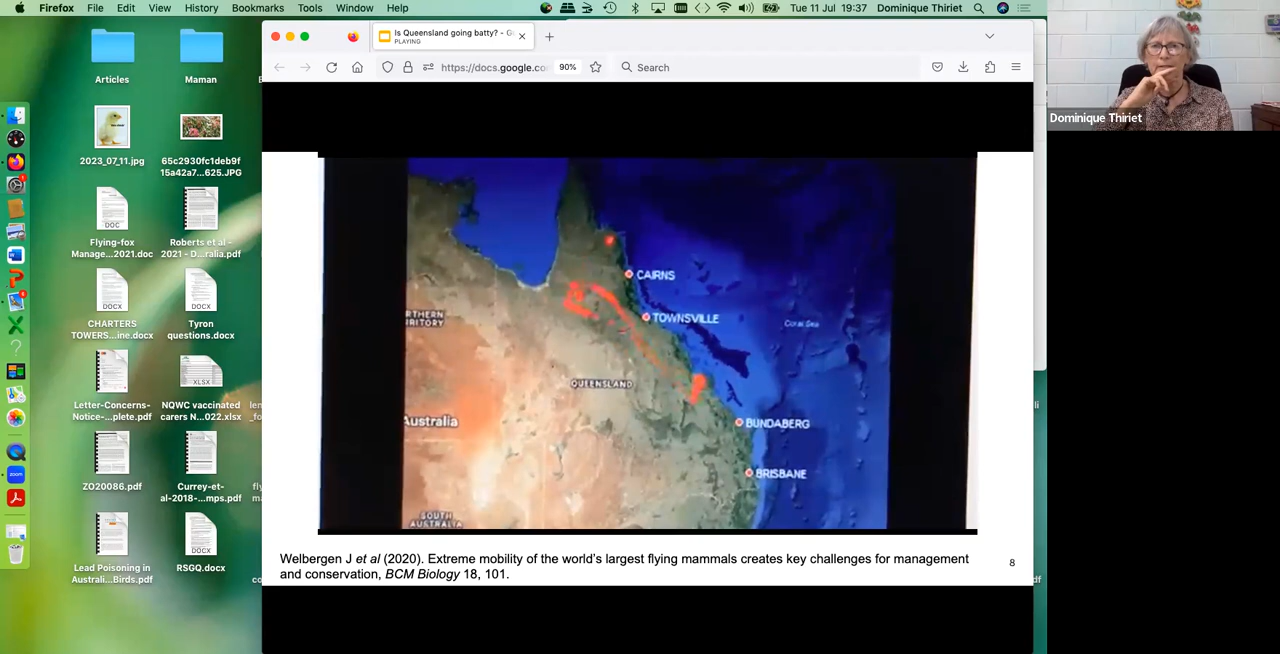 Firefox File Edit View History Bookmarks Tools Window Help
Tue 11 Jul 19:37 Dominique Thiriet
Is Queensland going batty? - G
PLAYING
https://docs.google.co
90%
Search
Articles
Maman
2023_07_11.jpg
65c2930fc1deb9f
15a42a7...625.JPG
DOC
Flying-fox
Manage...2021.doc
Roberts et al -
2021 - D...ralia.pdf
DOCX
CHARTERS
TOWERS...ine.docx
Tyron
questions.docx
Letter-Concerns-
Notice-...plete.pdf
XLSX
NQWC vaccinated
carers N...022.xlsx
ZO20086.pdf
Currey-et-
al-2018-...mps.pdf
Lead Poisoning in
Australi...Birds.pdf
DOCX
RSGQ.docx
zoom
CAIRNS
TOWNSVILLE
Coral Sea
RTHERN
RITORY
QUEENSLAND
Australia
BUNDABERG
BRISBANE
SOUTH
AUSTRALIA
Welbergen J et al (2020). Extreme mobility of the world's largest flying mammals creates key challenges for management
and conservation, BCM Biology 18, 101.
8
Dominique Thiriet